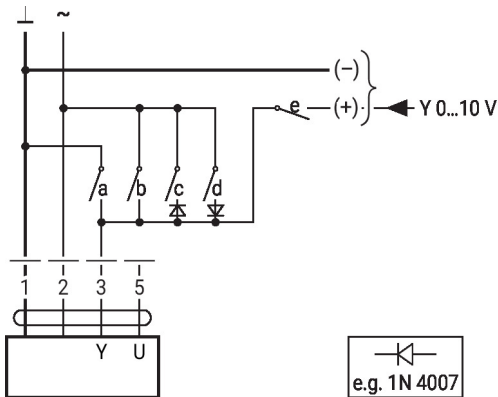 ⊥ ~
(–)
e (+) Y 0...10 V
a b c d
1 2 3 5
Y U
e.g. 1N 4007